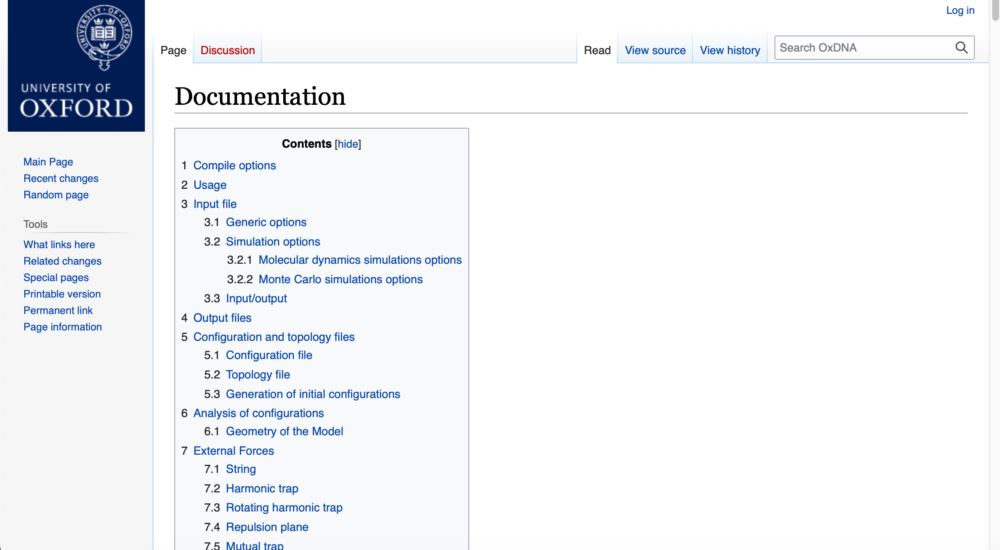 UNIVERSITY · OF · OXFORD
UNIVERSITY OF
OXFORD
Main Page
Recent changes
Random page
Tools
What links here
Related changes
Special pages
Printable version
Permanent link
Page information
Log in
Page
Discussion
Read
View source
View history
Search OxDNA
Documentation
Contents [hide]
1 Compile options
2 Usage
3 Input file
3.1 Generic options
3.2 Simulation options
3.2.1 Molecular dynamics simulations options
3.2.2 Monte Carlo simulations options
3.3 Input/output
4 Output files
5 Configuration and topology files
5.1 Configuration file
5.2 Topology file
5.3 Generation of initial configurations
6 Analysis of configurations
6.1 Geometry of the Model
7 External Forces
7.1 String
7.2 Harmonic trap
7.3 Rotating harmonic trap
7.4 Repulsion plane
7.5 Mutual trap